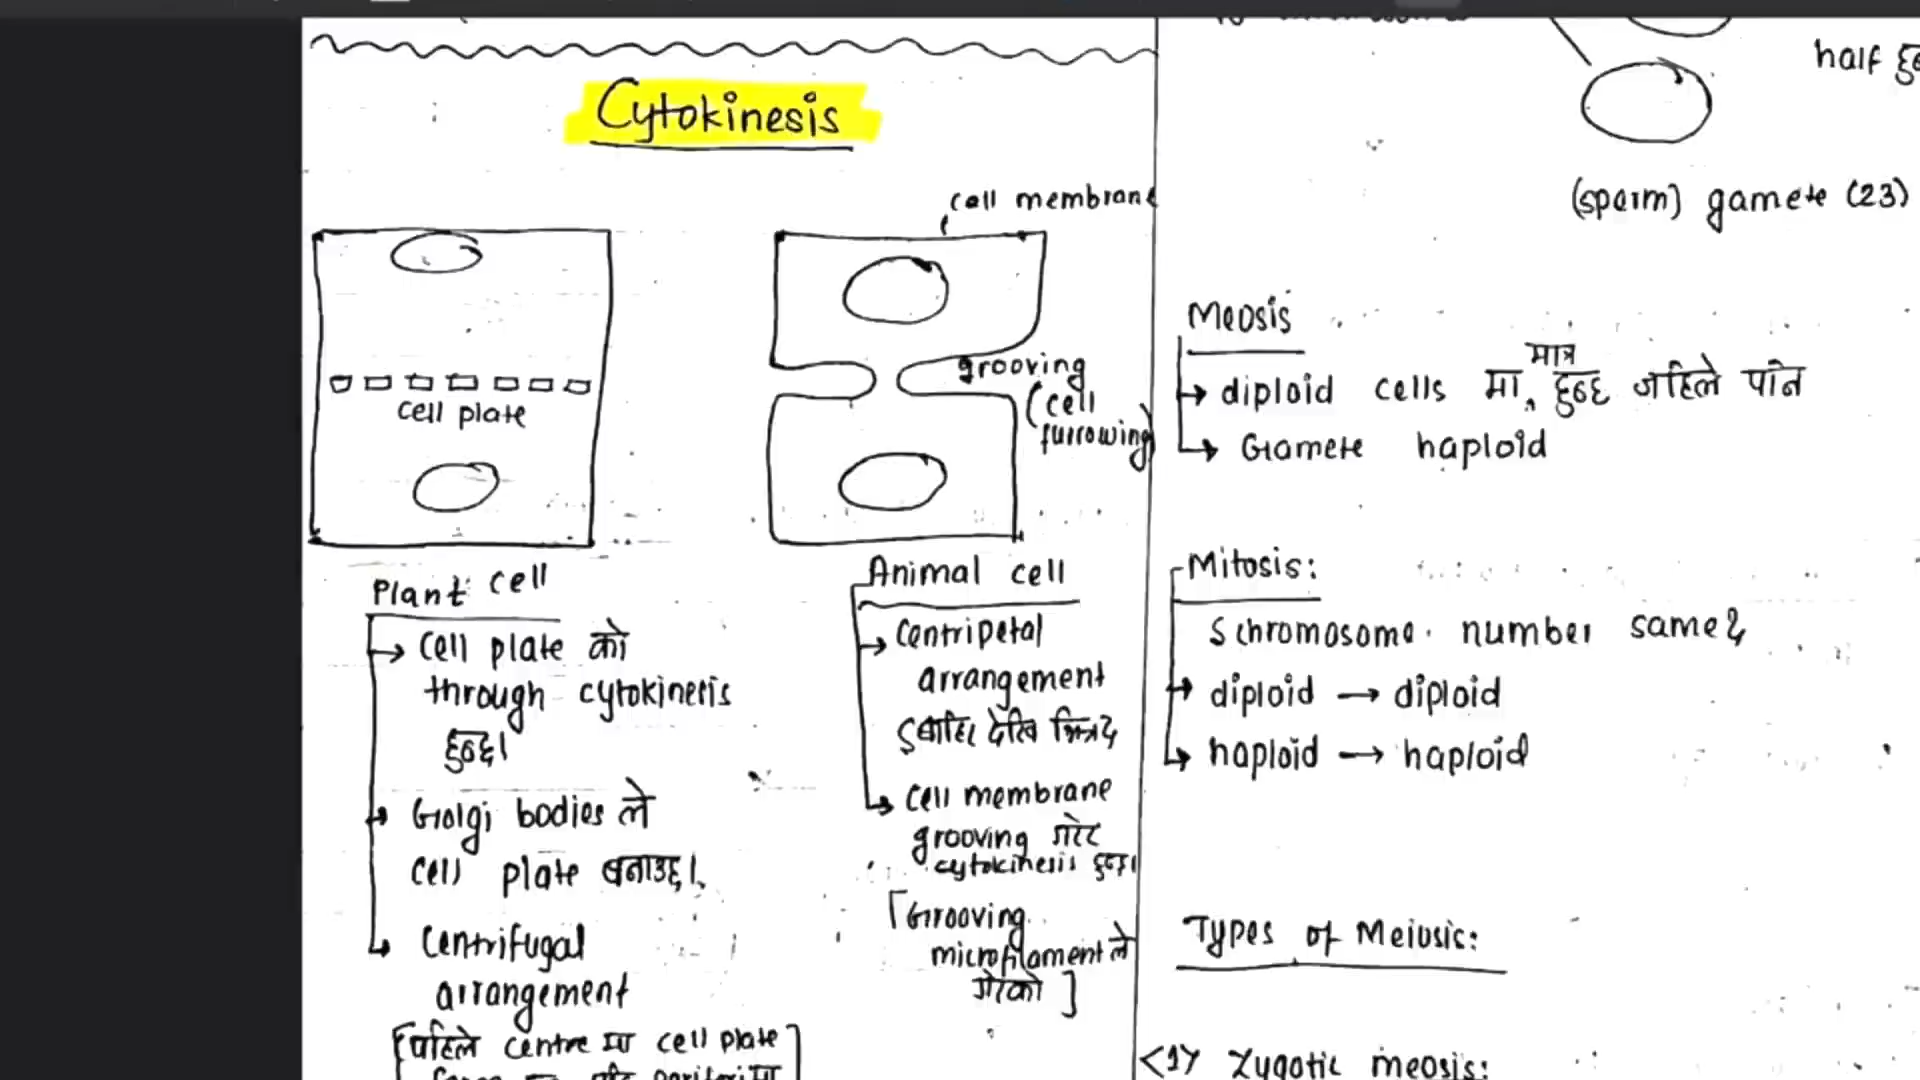 Cytokinesis
cell membrane
grooving
(cell
furrowing)
cell plate
Plant cell
→ Cell plate को
through cytokinesis
हुन्छ।
→ Golgi bodies ले
cell plate बनाउछ।
→ Centrifugal
arrangement
[पहिले centre मा cell plate
Animal cell
→ Centripetal
arrangement
{बाहिर देखि भित्र}
→ Cell membrane
grooving गरेर
cytokinesis हुन्छ।
[Grooving
microfilament ले
गरेको]
half
(sperm) gamete (23)
Meosis
मात्र
→ diploid cells मा, हुन्छ जहिले पनि
→ Gamete haploid
Mitosis:
{chromosome number same}
→ diploid → diploid
→ haploid → haploid
Types of Meiosic:
<1> Zygotic meosis: